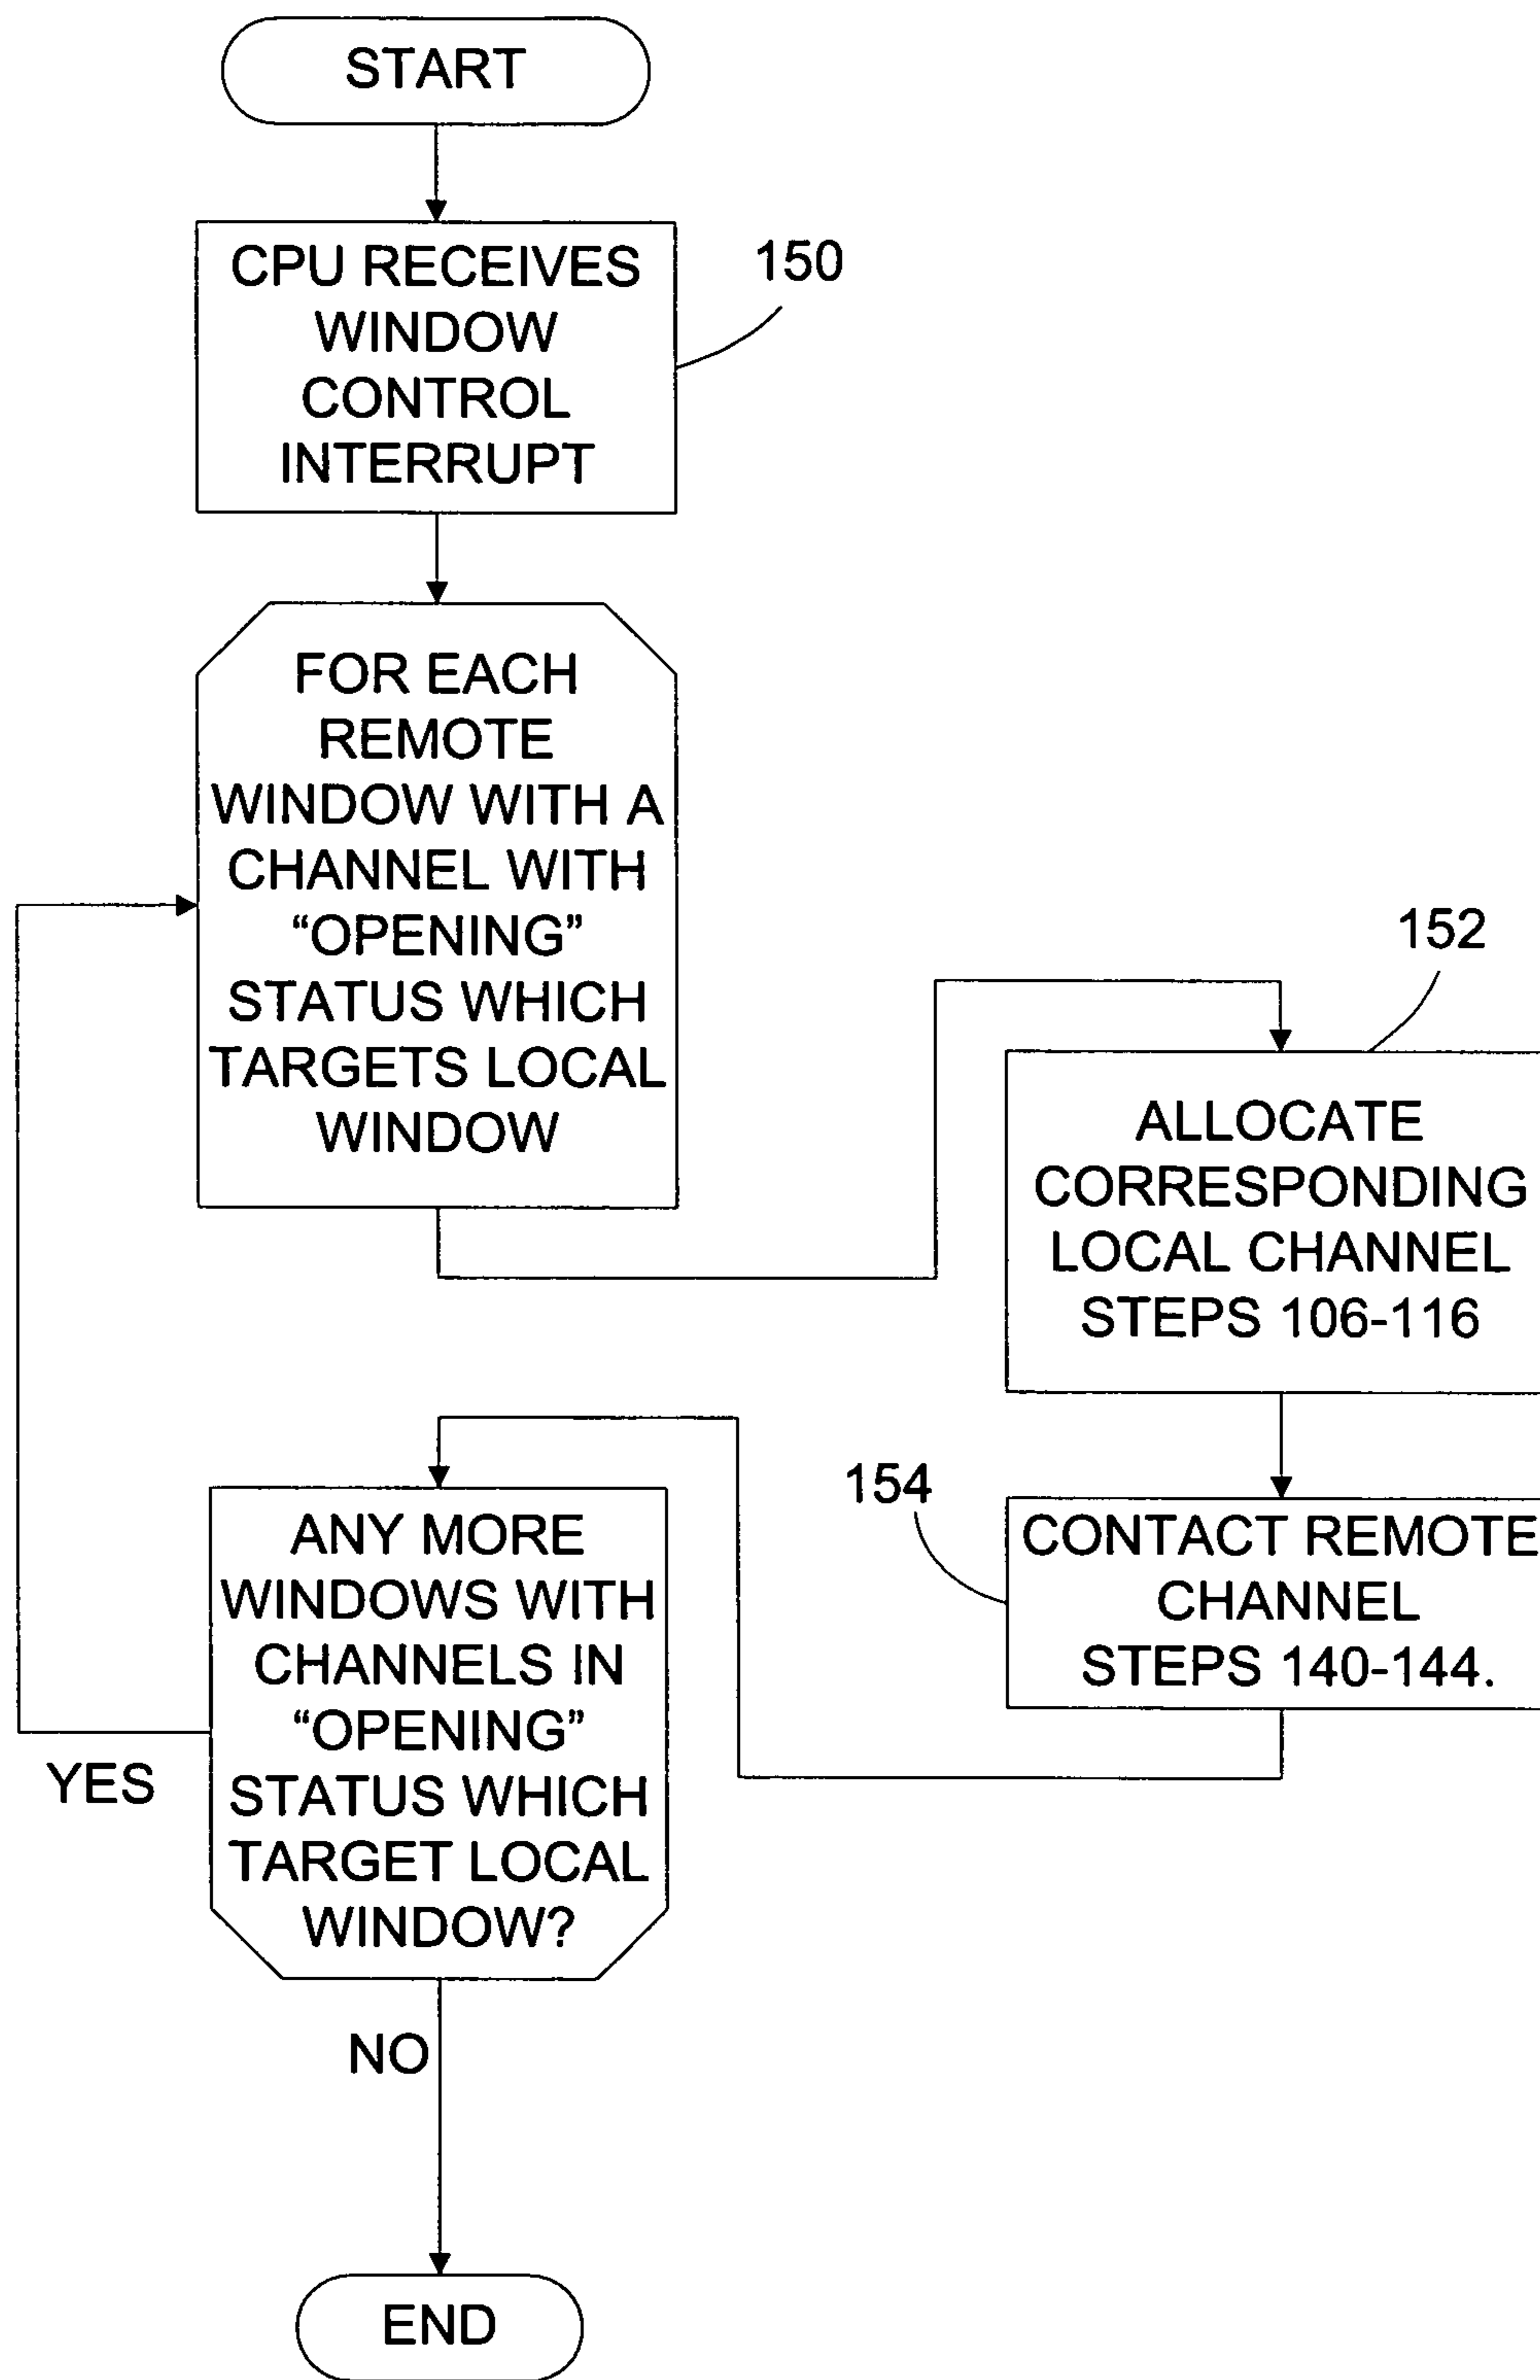 START
CPU RECEIVES
WINDOW
CONTROL
INTERRUPT
150
FOR EACH
REMOTE
WINDOW WITH A
CHANNEL WITH
“OPENING”
STATUS WHICH
TARGETS LOCAL
WINDOW
152
ALLOCATE
CORRESPONDING
LOCAL CHANNEL
STEPS 106-116
154
CONTACT REMOTE
CHANNEL
STEPS 140-144.
ANY MORE
WINDOWS WITH
CHANNELS IN
“OPENING”
STATUS WHICH
TARGET LOCAL
WINDOW?
YES
NO
END